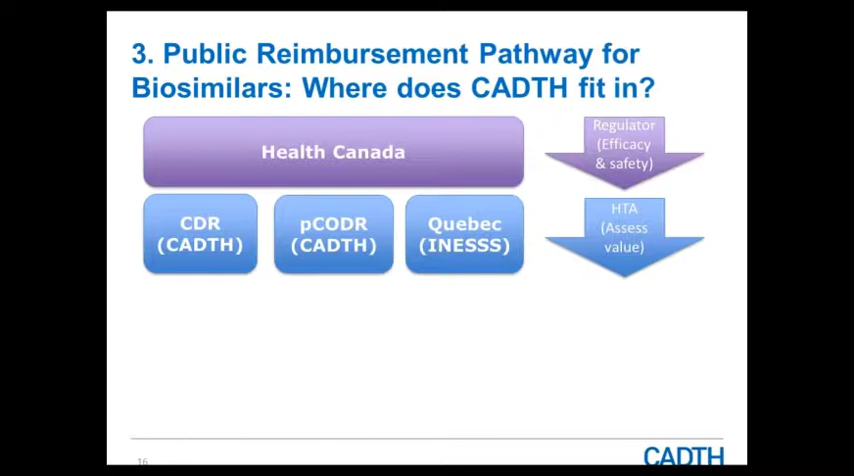 3. Public Reimbursement Pathway for
Biosimilars: Where does CADTH fit in?
Health Canada
Regulator
(Efficacy
& safety)
CDR
(CADTH)
pCODR
(CADTH)
Quebec
(INESSS)
HTA
(Assess
value)
16
CADTH